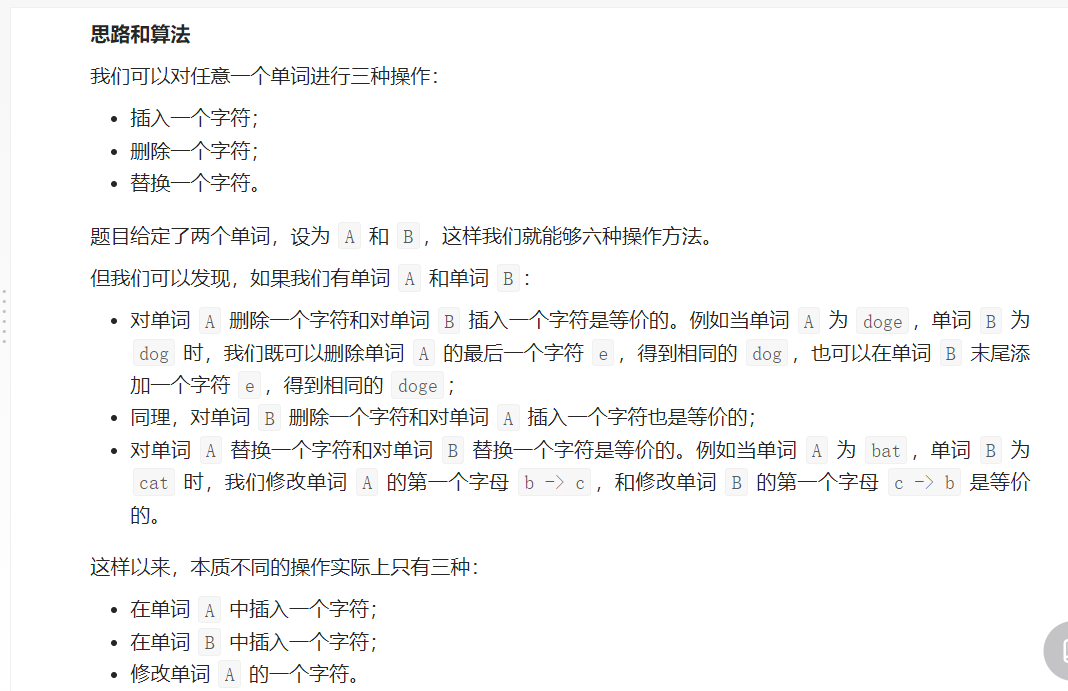 思路和算法
我们可以对任意一个单词进行三种操作：
• 插入一个字符；
• 删除一个字符；
• 替换一个字符。
题目给定了两个单词，设为 A 和 B，这样我们就能够六种操作方法。
但我们可以发现，如果我们有单词 A 和单词 B：
• 对单词 A 删除一个字符和对单词 B 插入一个字符是等价的。例如当单词 A 为 doge，单词 B 为
dog 时，我们既可以删除单词 A 的最后一个字符 e，得到相同的 dog，也可以在单词 B 末尾添
加一个字符 e，得到相同的 doge；
• 同理，对单词 B 删除一个字符和对单词 A 插入一个字符也是等价的；
• 对单词 A 替换一个字符和对单词 B 替换一个字符是等价的。例如当单词 A 为 bat，单词 B 为
cat 时，我们修改单词 A 的第一个字母 b -> c，和修改单词 B 的第一个字母 c -> b 是等价
的。
这样以来，本质不同的操作实际上只有三种：
• 在单词 A 中插入一个字符；
• 在单词 B 中插入一个字符；
• 修改单词 A 的一个字符。